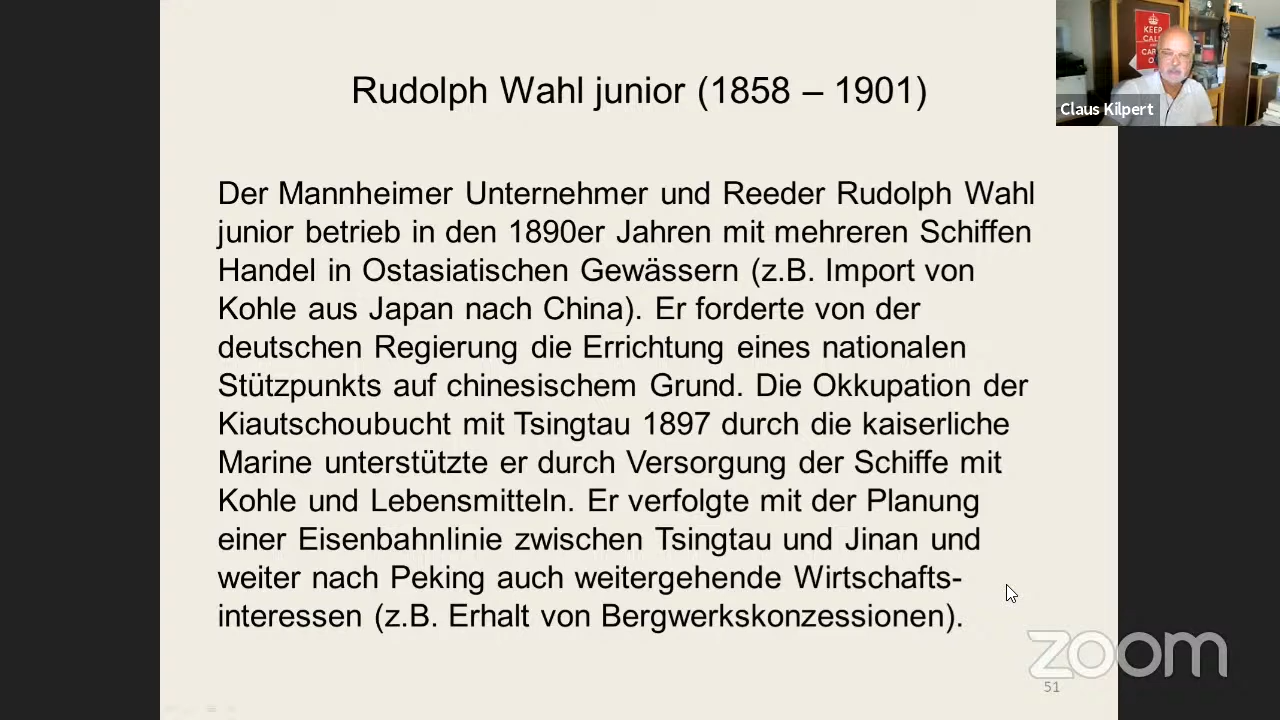 Rudolph Wahl junior (1858 – 1901)
KEEP
Claus Kilpert
Der Mannheimer Unternehmer und Reeder Rudolph Wahl
junior betrieb in den 1890er Jahren mit mehreren Schiffen
Handel in Ostasiatischen Gewässern (z.B. Import von
Kohle aus Japan nach China). Er forderte von der
deutschen Regierung die Errichtung eines nationalen
Stützpunkts auf chinesischem Grund. Die Okkupation der
Kiautschoubucht mit Tsingtau 1897 durch die kaiserliche
Marine unterstützte er durch Versorgung der Schiffe mit
Kohle und Lebensmitteln. Er verfolgte mit der Planung
einer Eisenbahnlinie zwischen Tsingtau und Jinan und
weiter nach Peking auch weitergehende Wirtschafts-
interessen (z.B. Erhalt von Bergwerkskonzessionen).
zoom
51